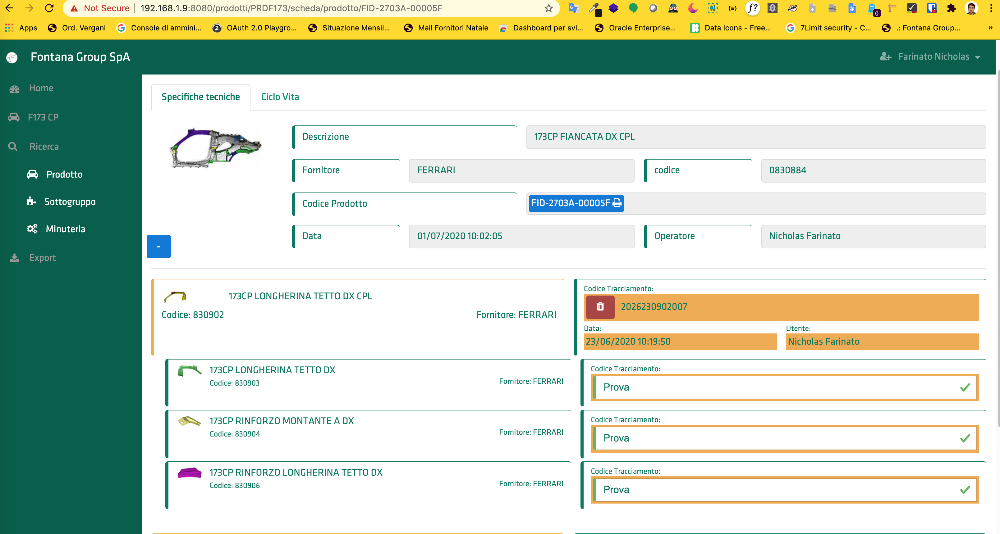 Not Secure 192.168.1.9:8080/prodotti/PRDF173/scheda/prodotto/FID-2703A-00005F
f?
0
Apps Ord. Vergani Console di ammini... OAuth 2.0 Playgro... Situazione Mensil... Mail Fornitori Natale Dashboard per svi... Oracle Enterprise... Data Icons - Free... 7Limit security - C... .: Fontana Group... »
Fontana Group SpA
Farinato Nicholas
Home
F173 CP
Ricerca
Prodotto
Sottogruppo
Minuteria
Export
Specifiche tecniche Ciclo Vita
Descrizione 173CP FIANCATA DX CPL
Fornitore FERRARI codice 0830884
Codice Prodotto FID-2703A-00005F
Data 01/07/2020 10:02:05 Operatore Nicholas Farinato
-
173CP LONGHERINA TETTO DX CPL
Codice: 830902 Fornitore: FERRARI
Codice Tracciamento:
2026230902007
Data: Utente:
23/06/2020 10:19:50 Nicholas Farinato
173CP LONGHERINA TETTO DX
Codice: 830903
Fornitore: FERRARI
Codice Tracciamento:
Prova
173CP RINFORZO MONTANTE A DX
Codice: 830904
Fornitore: FERRARI
Codice Tracciamento:
Prova
173CP RINFORZO LONGHERINA TETTO DX
Codice: 830906
Fornitore: FERRARI
Codice Tracciamento:
Prova